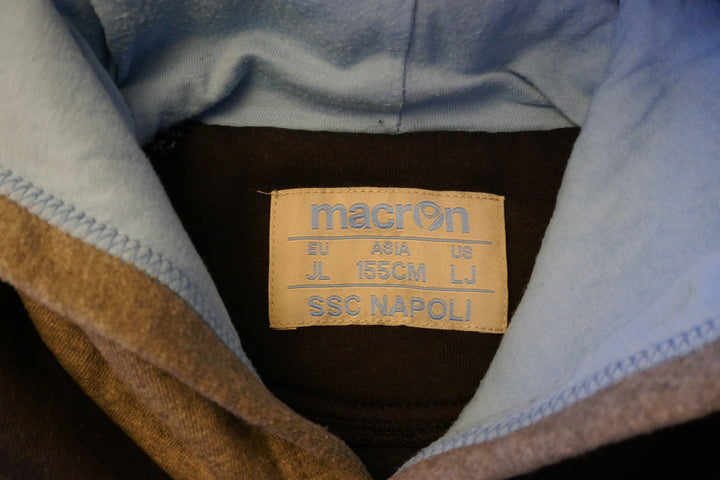 macron
EU ASIA US
JL 155CM LJ
SSC NAPOLI